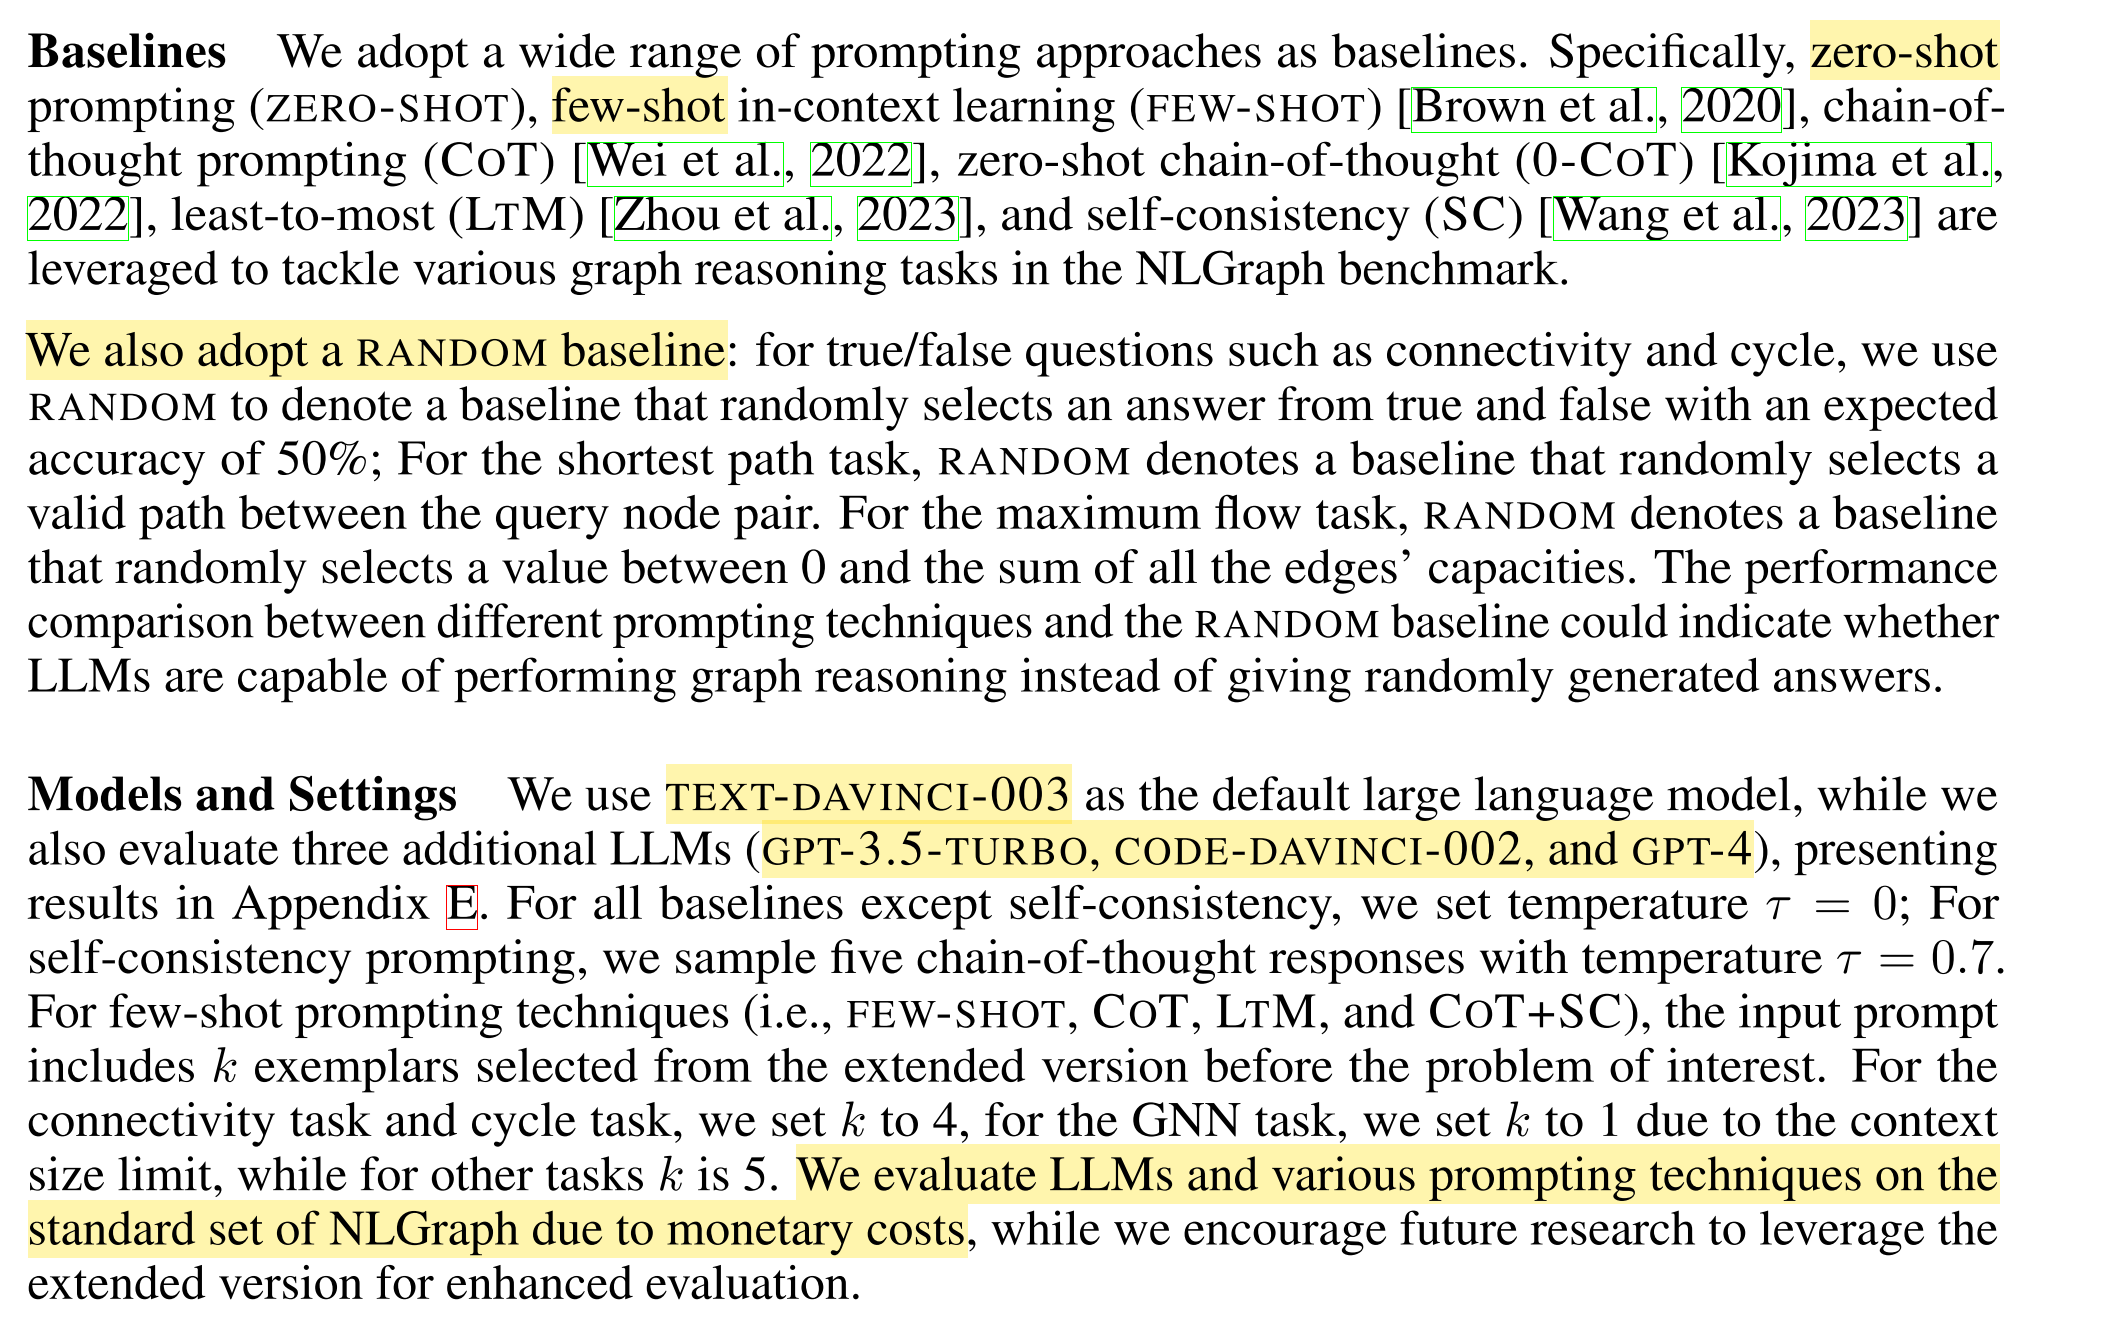 Baselines We adopt a wide range of prompting approaches as baselines. Specifically, zero-shot
prompting (ZERO-SHOT), few-shot in-context learning (FEW-SHOT) [Brown et al., 2020], chain-of-
thought prompting (COT) [Wei et al., 2022], zero-shot chain-of-thought (0-COT) [Kojima et al.,
2022], least-to-most (LTM) [Zhou et al., 2023], and self-consistency (SC) [Wang et al., 2023] are
leveraged to tackle various graph reasoning tasks in the NLGraph benchmark.
We also adopt a RANDOM baseline: for true/false questions such as connectivity and cycle, we use
RANDOM to denote a baseline that randomly selects an answer from true and false with an expected
accuracy of 50%; For the shortest path task, RANDOM denotes a baseline that randomly selects a
valid path between the query node pair. For the maximum flow task, RANDOM denotes a baseline
that randomly selects a value between 0 and the sum of all the edges’ capacities. The performance
comparison between different prompting techniques and the RANDOM baseline could indicate whether
LLMs are capable of performing graph reasoning instead of giving randomly generated answers.
Models and Settings We use TEXT-DAVINCI-003 as the default large language model, while we
also evaluate three additional LLMs (GPT-3.5-TURBO, CODE-DAVINCI-002, and GPT-4), presenting
results in Appendix E. For all baselines except self-consistency, we set temperature τ = 0; For
self-consistency prompting, we sample five chain-of-thought responses with temperature τ = 0.7.
For few-shot prompting techniques (i.e., FEW-SHOT, COT, LTM, and COT+SC), the input prompt
includes k exemplars selected from the extended version before the problem of interest. For the
connectivity task and cycle task, we set k to 4, for the GNN task, we set k to 1 due to the context
size limit, while for other tasks k is 5. We evaluate LLMs and various prompting techniques on the
standard set of NLGraph due to monetary costs, while we encourage future research to leverage the
extended version for enhanced evaluation.